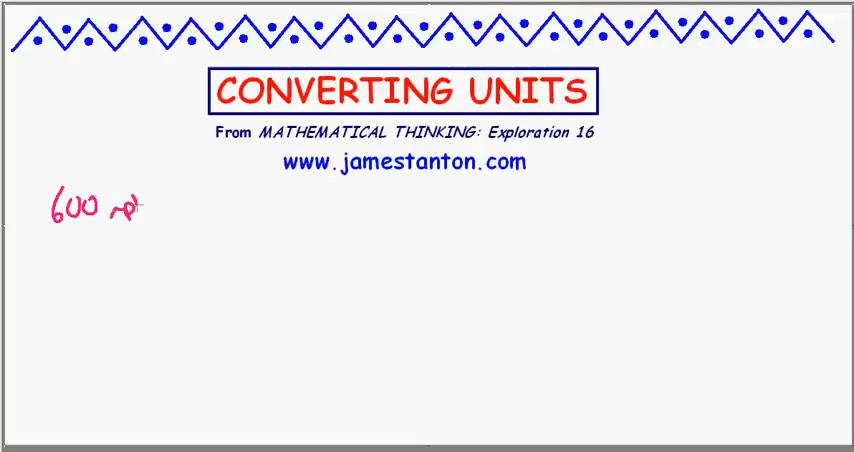 CONVERTING UNITS
From MATHEMATICAL THINKING: Exploration 16
www.jamestanton.com
600